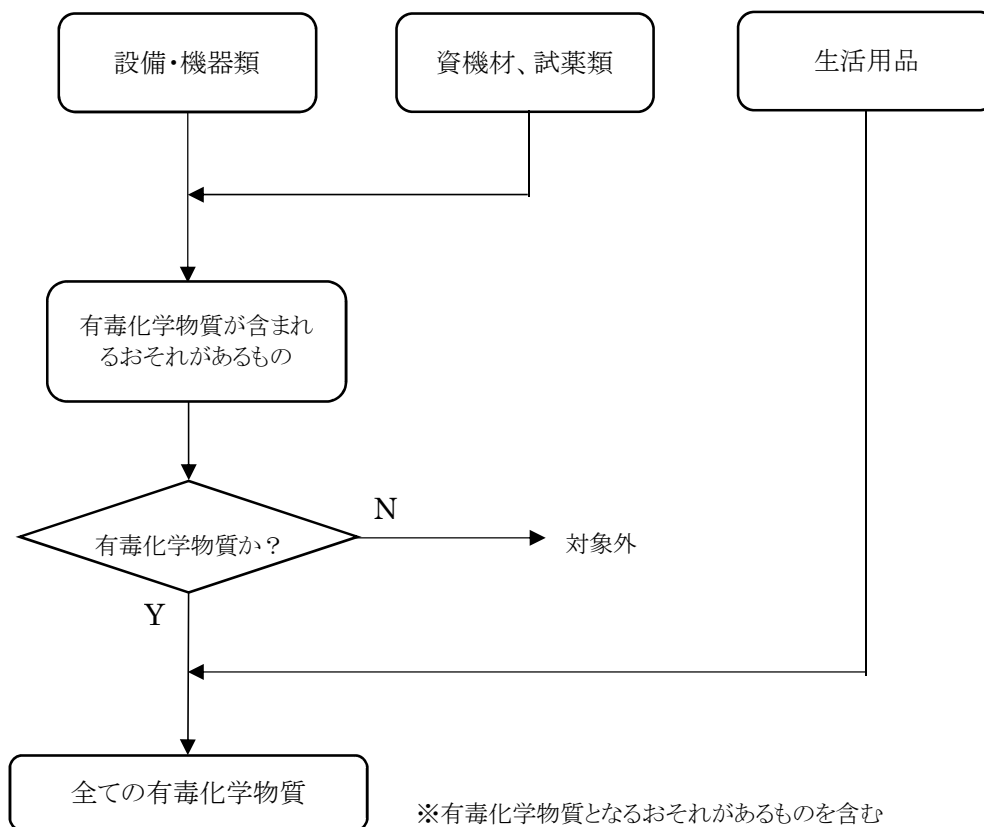 設備・機器類
資機材、試薬類
生活用品
有毒化学物質が含まれ
るおそれがあるもの
有毒化学物質か？
N
対象外
Y
全ての有毒化学物質
※有毒化学物質となるおそれがあるものを含む